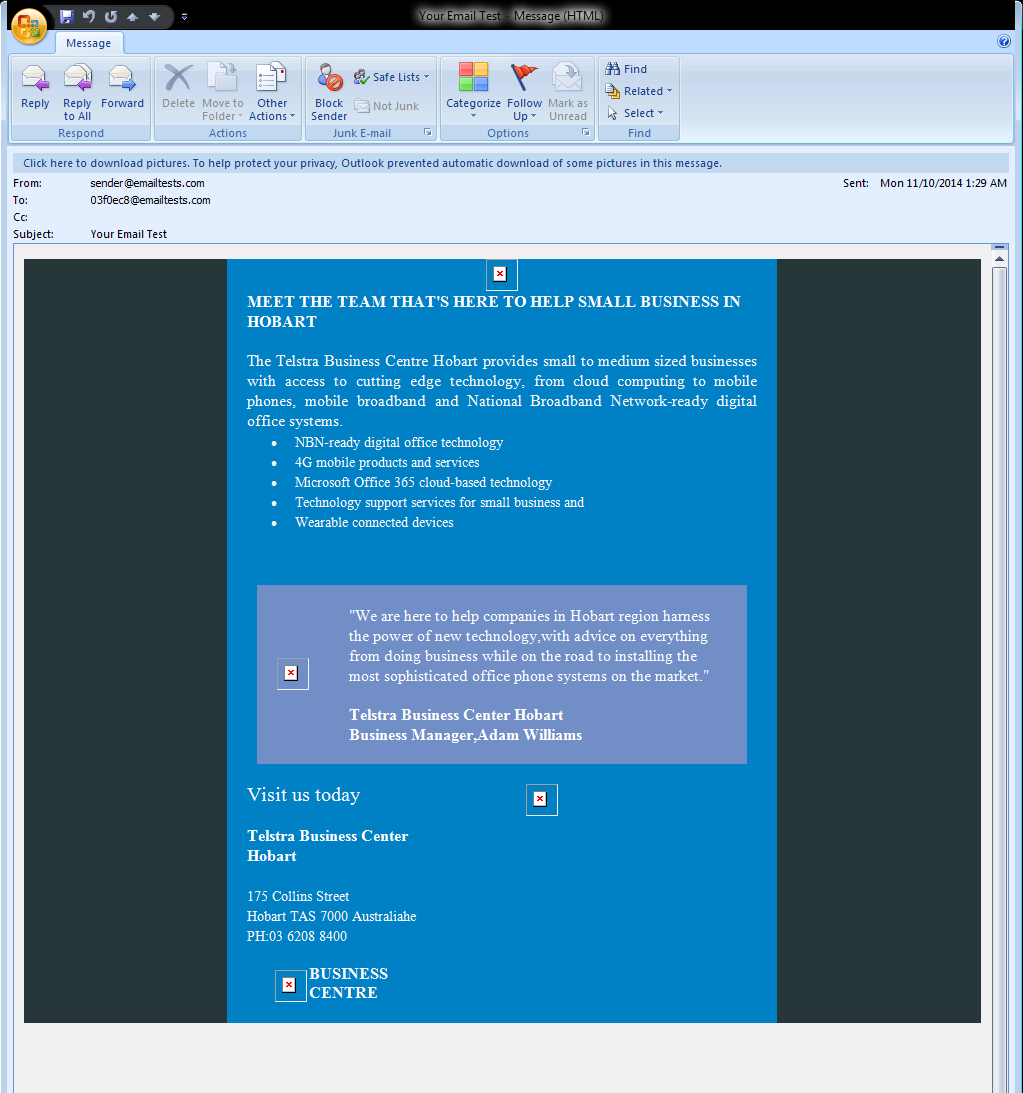 Your Email Test - Message (HTML)
Message
Reply
Reply to All
Forward
Respond
Delete
Move to Folder
Other Actions
Actions
Block Sender
Safe Lists
Not Junk
Junk E-mail
Categorize
Follow Up
Mark as Unread
Options
Find
Related
Select
Find
Click here to download pictures. To help protect your privacy, Outlook prevented automatic download of some pictures in this message.
From: sender@emailtests.com
Sent: Mon 11/10/2014 1:29 AM
To: 03f0ec8@emailtests.com
Cc:
Subject: Your Email Test
MEET THE TEAM THAT'S HERE TO HELP SMALL BUSINESS IN
HOBART
The Telstra Business Centre Hobart provides small to medium sized businesses
with access to cutting edge technology, from cloud computing to mobile
phones, mobile broadband and National Broadband Network-ready digital
office systems.
• NBN-ready digital office technology
• 4G mobile products and services
• Microsoft Office 365 cloud-based technology
• Technology support services for small business and
• Wearable connected devices
"We are here to help companies in Hobart region harness
the power of new technology,with advice on everything
from doing business while on the road to installing the
most sophisticated office phone systems on the market."
Telstra Business Center Hobart
Business Manager,Adam Williams
Visit us today
Telstra Business Center
Hobart
175 Collins Street
Hobart TAS 7000 Australiahe
PH:03 6208 8400
BUSINESS
CENTRE